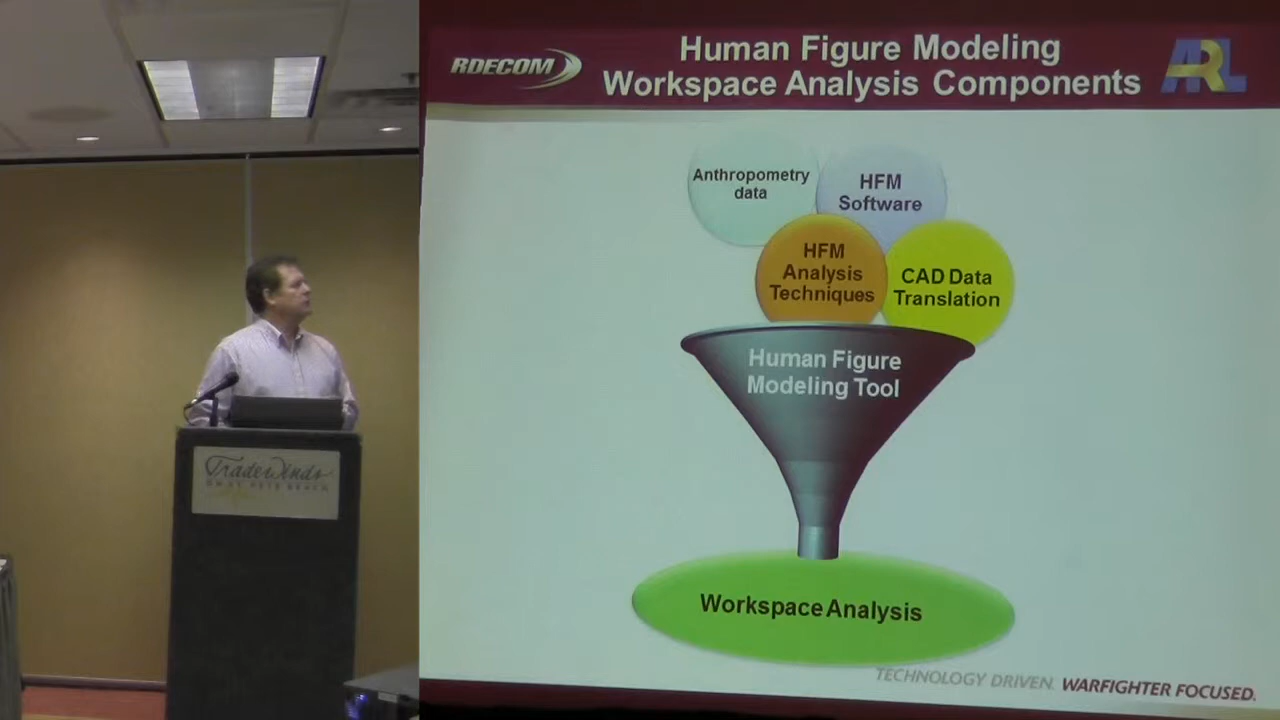 RDECOM
Human Figure Modeling
Workspace Analysis Components
ARL
Anthropometry
data
HFM
Software
HFM
Analysis
Techniques
CAD Data
Translation
Human Figure
Modeling Tool
Workspace Analysis
TECHNOLOGY DRIVEN. WARFIGHTER FOCUSED.
TradeWinds